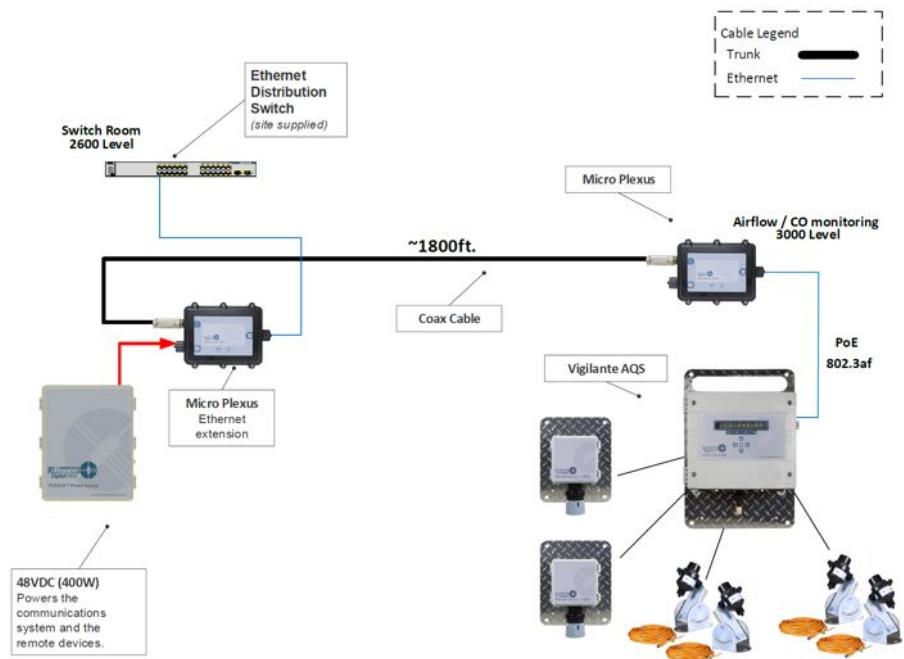 Cable Legend
Trunk
Ethernet
Ethernet
Distribution
Switch
(site supplied)
Switch Room
2600 Level
Micro Plexus
Airflow / CO monitoring
3000 Level
~1800ft.
Coax Cable
PoE
802.3af
Vigilante AQS
Micro Plexus
Ethernet
extension
48VDC (400W)
Powers the
communications
system and the
remote devices.